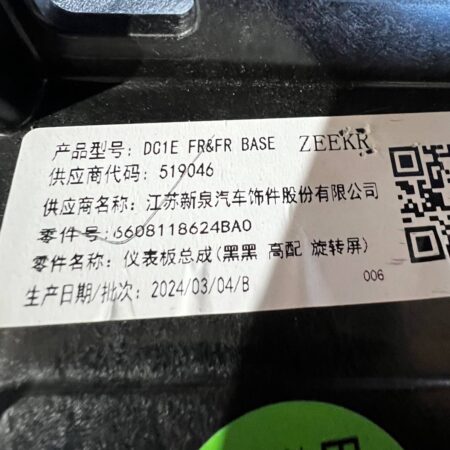 产品型号: DC1E FR&FR BASE ZEEKR
供应商代码: 519046
供应商名称: 江苏新泉汽车饰件股份有限公司
零件号:6608118624BA0
零件名称: 仪表板总成(黑黑 高配 旋转屏)
生产日期/批次: 2024/03/04/B
006